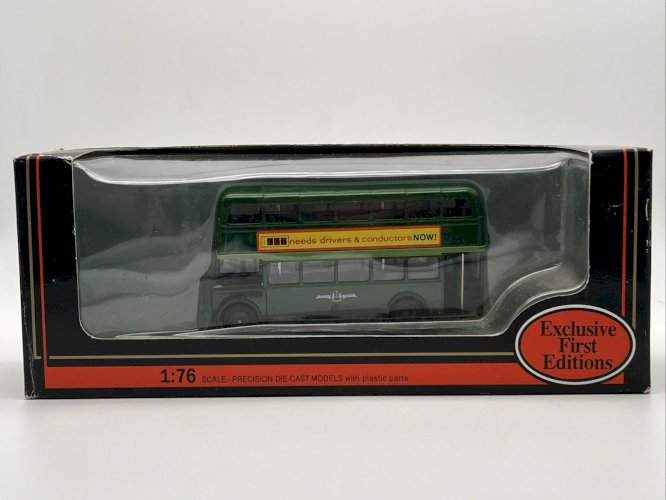 needs drivers & conductors NOW!
Exclusive
First
Editions
1:76 SCALE - PRECISION DIE-CAST MODELS with plastic parts